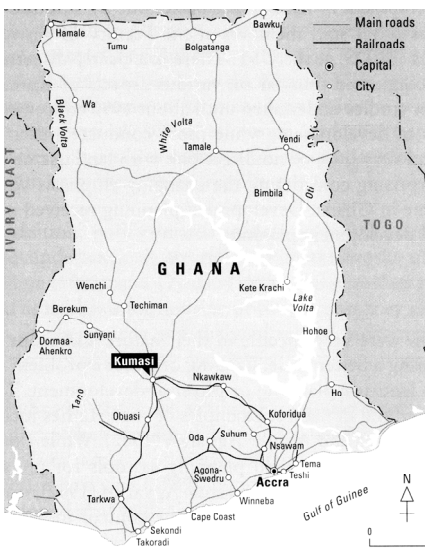 Bawku
Hamale
Tumu
Bolgatanga
Main roads
Railroads
Capital
City
Wa
Black Volta
White Volta
Tamale
Yendi
Oti
Bimbila
IVORY COAST
TOGO
GHANA
Wenchi
Techiman
Kete Krachi
Lake
Volta
Berekum
Sunyani
Dormaa-
Ahenkro
Hohoe
Kumasi
Nkawkaw
Ho
Tano
Obuasi
Koforidua
Oda
Suhum
Nsawam
Tema
Teshi
Agona-
Swedru
Accra
Winneba
Tarkwa
Cape Coast
Sekondi
Takoradi
Gulf of Guinee
N
0